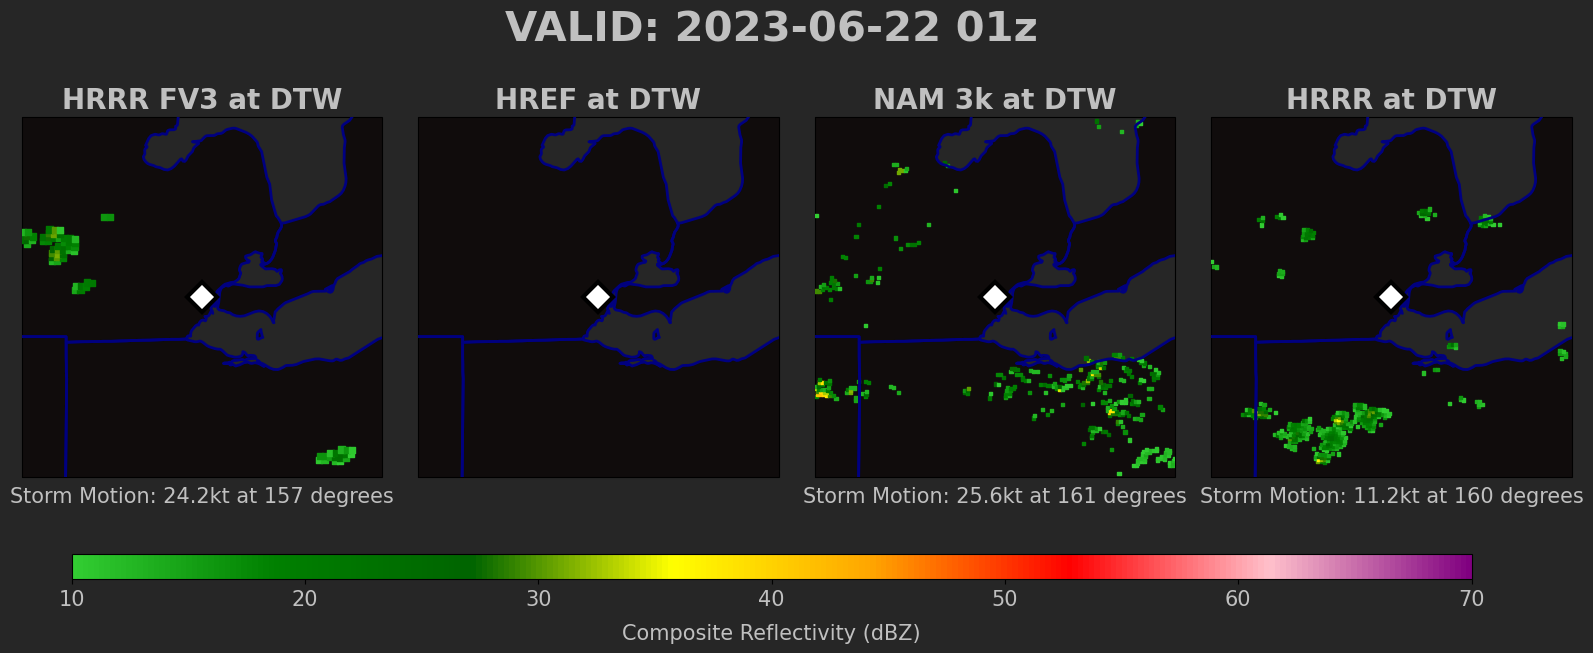 VALID: 2023-06-22 01z
HRRR FV3 at DTW
HREF at DTW
NAM 3k at DTW
HRRR at DTW
Storm Motion: 24.2kt at 157 degrees
Storm Motion: 25.6kt at 161 degrees
Storm Motion: 11.2kt at 160 degrees
10 20 30 40 50 60 70
Composite Reflectivity (dBZ)